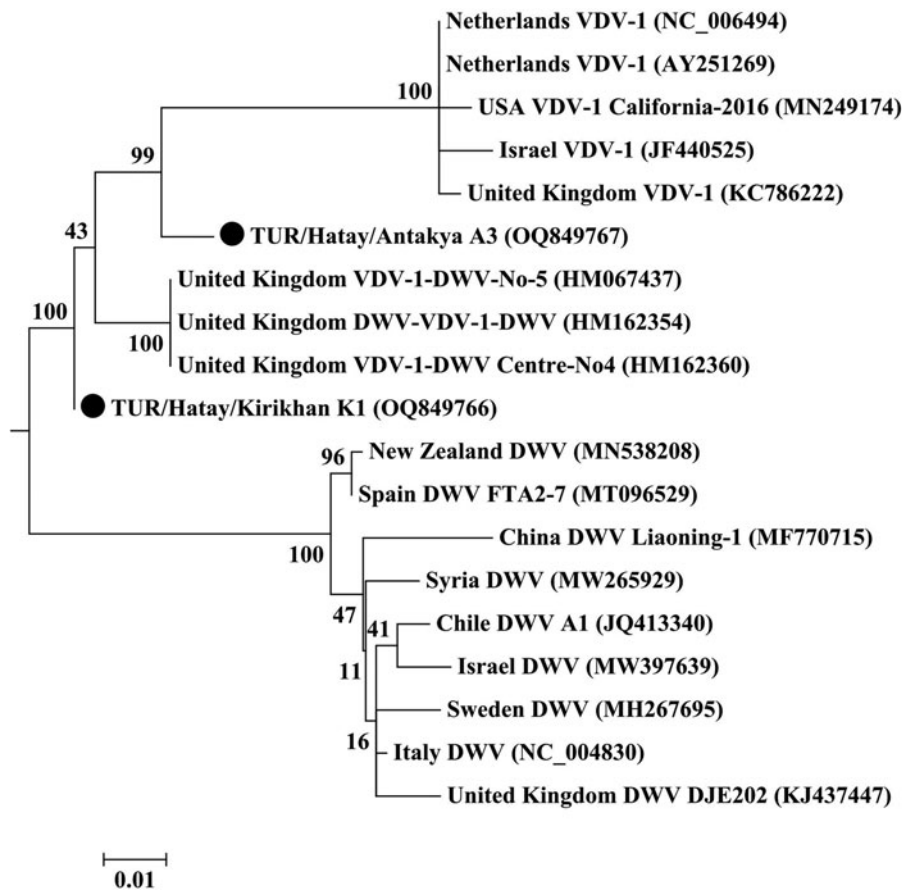 Netherlands VDV-1 (NC_006494)
Netherlands VDV-1 (AY251269)
100
USA VDV-1 California-2016 (MN249174)
99
Israel VDV-1 (JF440525)
United Kingdom VDV-1 (KC786222)
43
TUR/Hatay/Antakya A3 (OQ849767)
United Kingdom VDV-1-DWV-No-5 (HM067437)
100
United Kingdom DWV-VDV-1-DWV (HM162354)
100
United Kingdom VDV-1-DWV Centre-No4 (HM162360)
TUR/Hatay/Kirikhan K1 (OQ849766)
96
New Zealand DWV (MN538208)
Spain DWV FTA2-7 (MT096529)
China DWV Liaoning-1 (MF770715)
100
Syria DWV (MW265929)
47
41
Chile DWV A1 (JQ413340)
11
Israel DWV (MW397639)
Sweden DWV (MH267695)
16
Italy DWV (NC_004830)
United Kingdom DWV DJE202 (KJ437447)
0.01